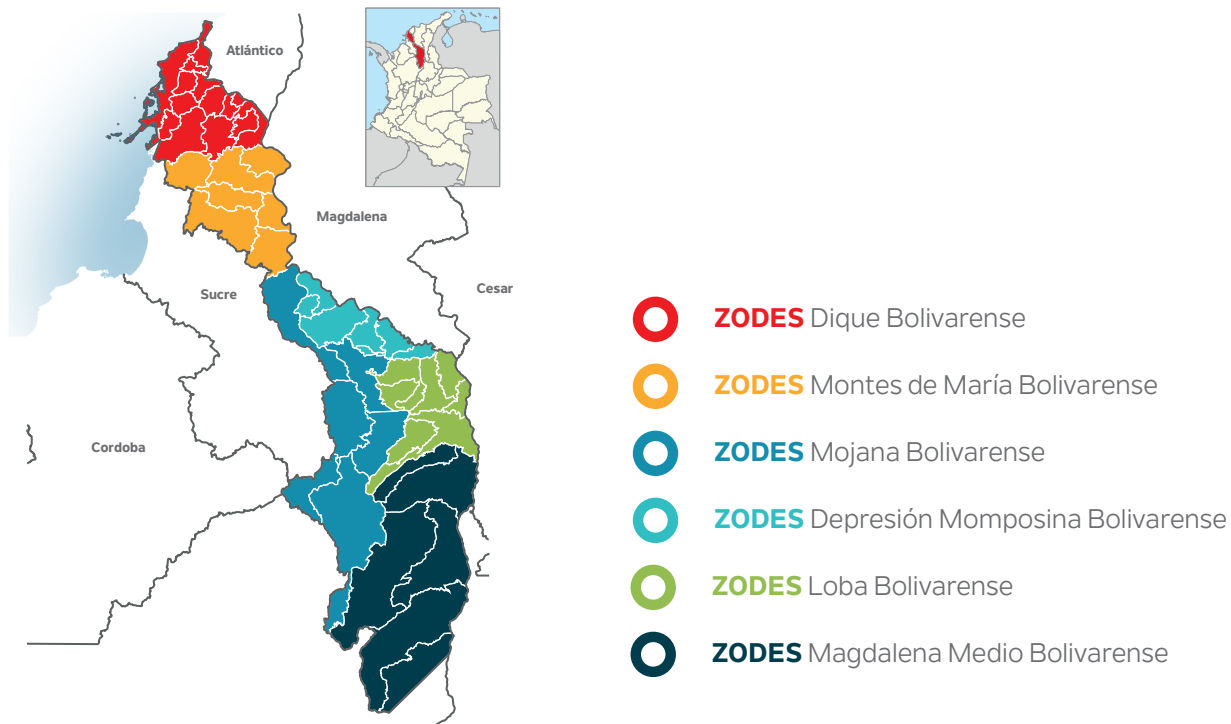 Atlántico
Magdalena
Cesar
Sucre
Cordoba
ZODES Dique Bolivarense
ZODES Montes de María Bolivarense
ZODES Mojana Bolivarense
ZODES Depresión Momposina Bolivarense
ZODES Loba Bolivarense
ZODES Magdalena Medio Bolivarense